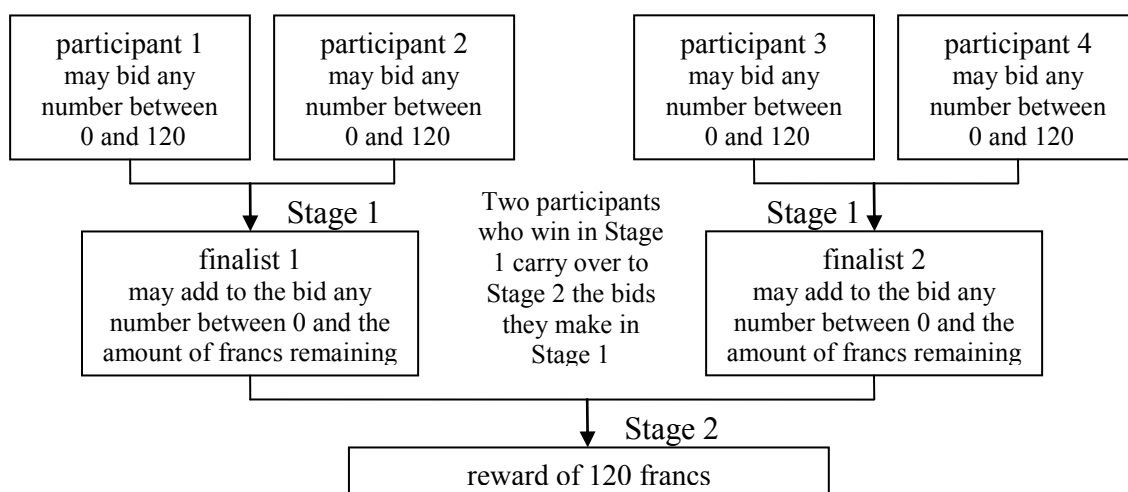 participant 1
may bid any
number between
0 and 120
participant 2
may bid any
number between
0 and 120
participant 3
may bid any
number between
0 and 120
participant 4
may bid any
number between
0 and 120
Stage 1
Two participants
who win in Stage
1 carry over to
Stage 2 the bids
they make in
Stage 1
Stage 1
finalist 1
may add to the bid any
number between 0 and the
amount of francs remaining
finalist 2
may add to the bid any
number between 0 and the
amount of francs remaining
Stage 2
reward of 120 francs